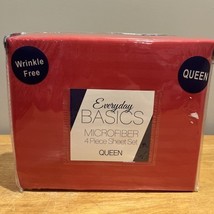 Wrinkle
Free
QUEEN
Everyday
BASICS
MICROFIBER
4 Piece Sheet Set
QUEEN